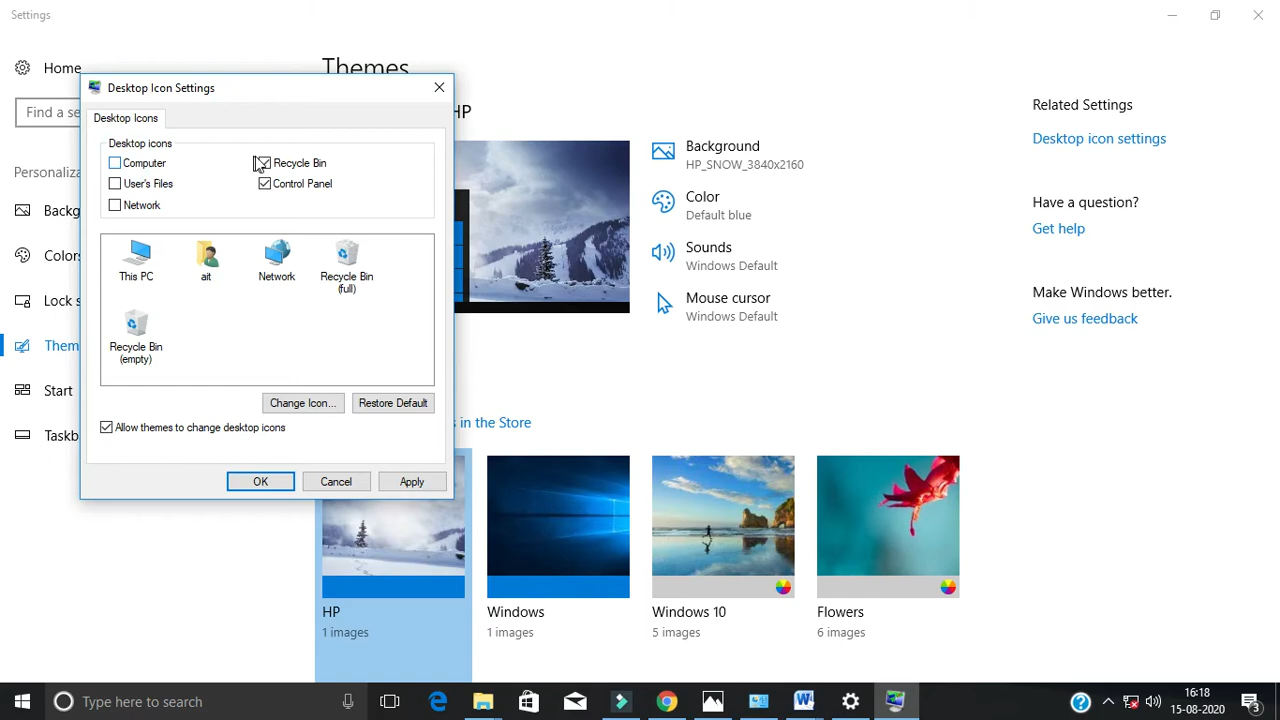 Settings
Home
Find a se
Personaliza
Backg
Colors
Lock s
Them
Start
Taskb
Themes
HP
Desktop Icon Settings
Desktop Icons
Desktop icons
Computer
Recycle Bin
User's Files
Control Panel
Network
This PC
ait
Network
Recycle Bin
(full)
Recycle Bin
(empty)
Change Icon...
Restore Default
Allow themes to change desktop icons
OK
Cancel
Apply
Background
HP_SNOW_3840x2160
Color
Default blue
Sounds
Windows Default
Mouse cursor
Windows Default
in the Store
HP
1 images
Windows
1 images
Windows 10
5 images
Flowers
6 images
Related Settings
Desktop icon settings
Have a question?
Get help
Make Windows better.
Give us feedback
Type here to search
16:18
15-08-2020
3